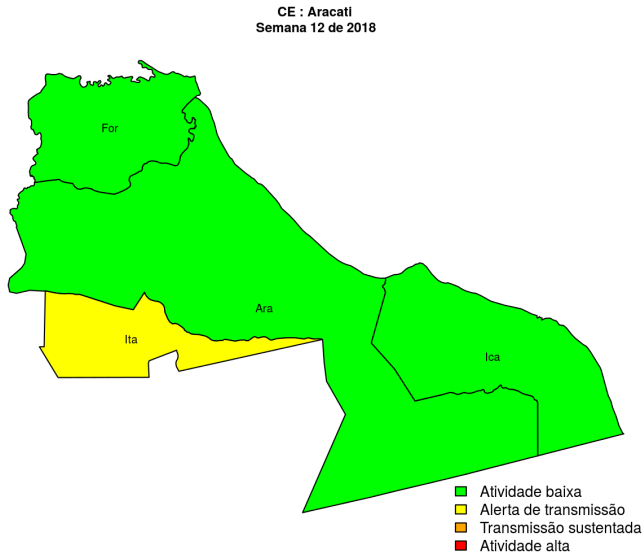 CE : Aracati
Semana 12 de 2018
For
Ara
Ita
Ica
Atividade baixa
Alerta de transmissão
Transmissão sustentada
Atividade alta